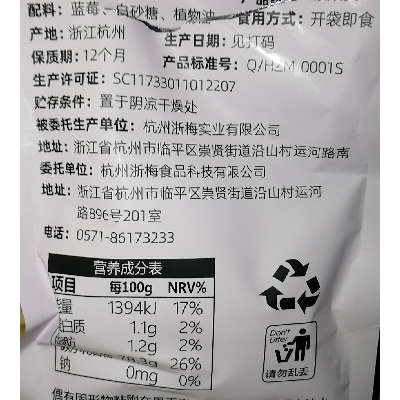 配料：蓝莓、白砂糖、植物油 食用方式：开袋即食
产地：浙江杭州 生产日期：见打码
保质期：12个月 产品标准号：Q/HZM 0001S
生产许可证：SC11733011012207
贮存条件：置于阴凉干燥处
被委托生产单位：杭州浙梅实业有限公司
地址：浙江省杭州市临平区崇贤街道沿山村运河路南
委托单位：杭州浙梅食品科技有限公司
地址：浙江省杭州市临平区崇贤街道沿山村运河
路896号201室
电话：0571-86173233
营养成分表
项目 每100g NRV%
能量 1394kJ 17%
蛋白质 1.1g 2%
脂肪 1.2g 2%
78.3g 26%
钠 0mg 0%
Don't
Litter
请勿乱丢